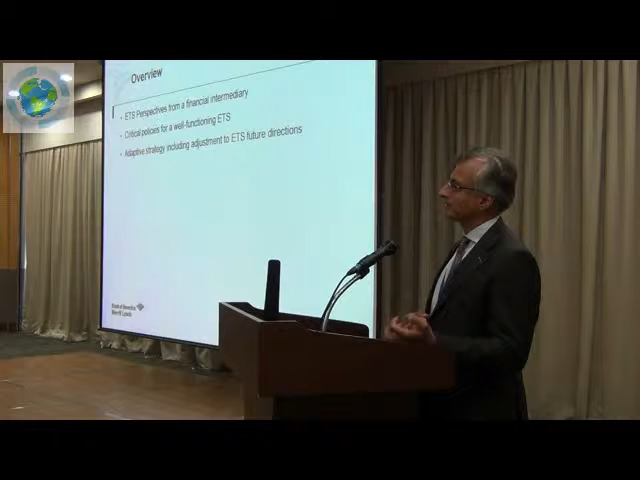 Overview
ETS Perspectives from a financial intermediary
Critical policies for a well-functioning ETS
Adaptive strategy including adjustment to ETS future directions
Bank of America
Merrill Lynch